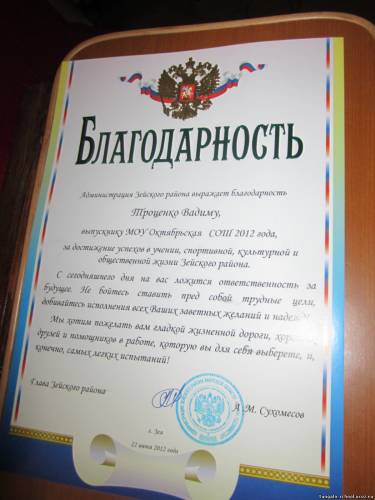 БЛАГОДАРНОСТЬ
Администрация Зейского района выражает благодарность
Троценко Вадиму,
выпускнику МОУ Октябрьская СОШ 2012 года,
за достижение успехов в учении, спортивной, культурной и
общественной жизни Зейского района.
С сегодняшнего дня на вас ложится ответственность за
будущее. Не бойтесь ставить пред собой трудные цели,
добивайтесь исполнения всех Ваших заветных желаний и
Мы хотим пожелать вам гладкой жизненной дороги,
друзей и помощников в работе, которую вы для себя выберете, и,
конечно, самых легких испытаний!
Глава Зейского района
А.М. Сухомесов
г. Зея
22 июня 2012 года